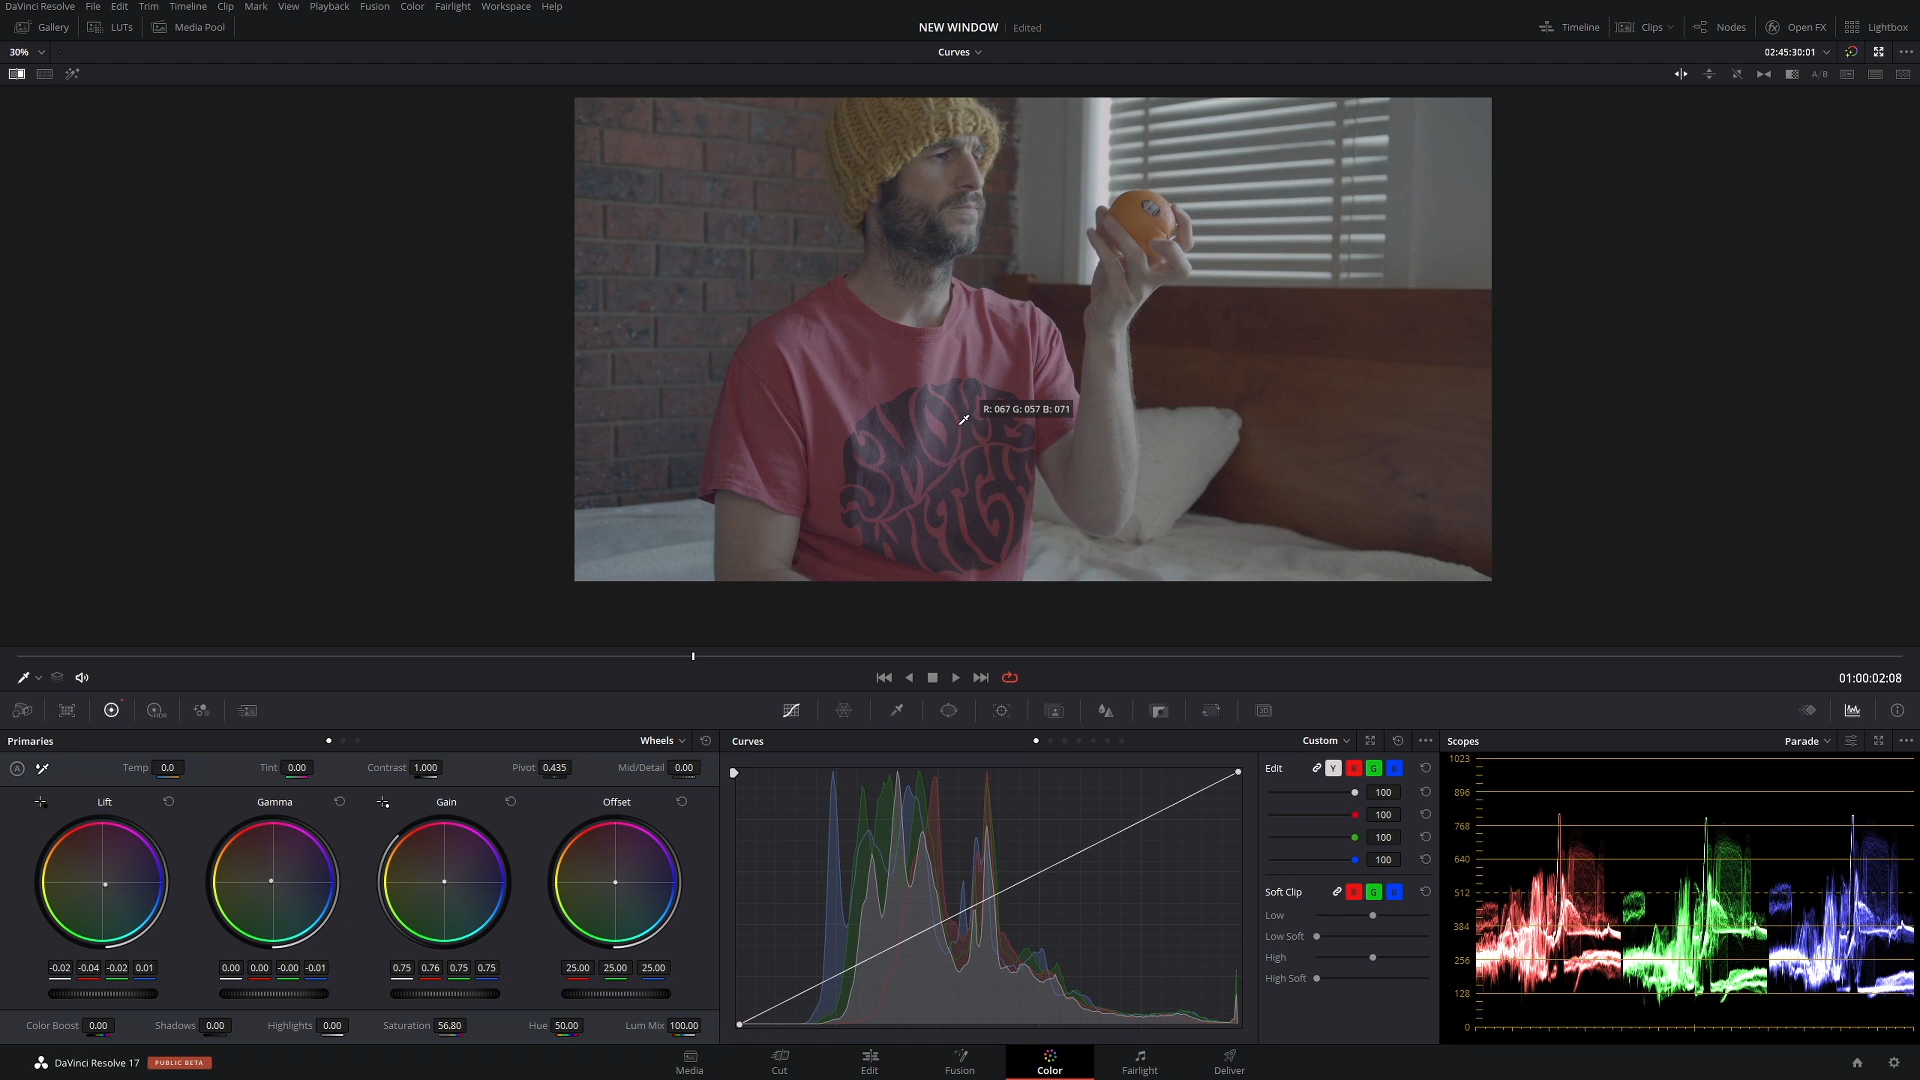 DaVinci Resolve File Edit Trim Timeline Clip Mark View Playback Fusion Color Fairlight Workspace Help
Gallery LUTs Media Pool NEW WINDOW Edited Timeline Clips Nodes Open FX Lightbox
30% Curves 02:45:30:01
A/B
R: 067 G: 057 B: 071
SMOKE
WITCH
01:00:02:08
HDR
3D
Primaries Wheels Curves Custom Scopes Parade
A Temp 0.0 Tint 0.00 Contrast 1.000 Pivot 0.435 Mid/Detail 0.00
Lift Gamma Gain Offset
-0.02 -0.04 -0.02 0.01 0.00 0.00 -0.00 -0.01 0.75 0.76 0.75 0.75 25.00 25.00 25.00
Color Boost 0.00 Shadows 0.00 Highlights 0.00 Saturation 56.80 Hue 50.00 Lum Mix 100.00
Edit Y R G B
100
100
100
100
Soft Clip R G B
Low
Low Soft
High
High Soft
1023
896
768
640
512
384
256
128
0
DaVinci Resolve 17 PUBLIC BETA
Media Cut Edit Fusion Color Fairlight Deliver